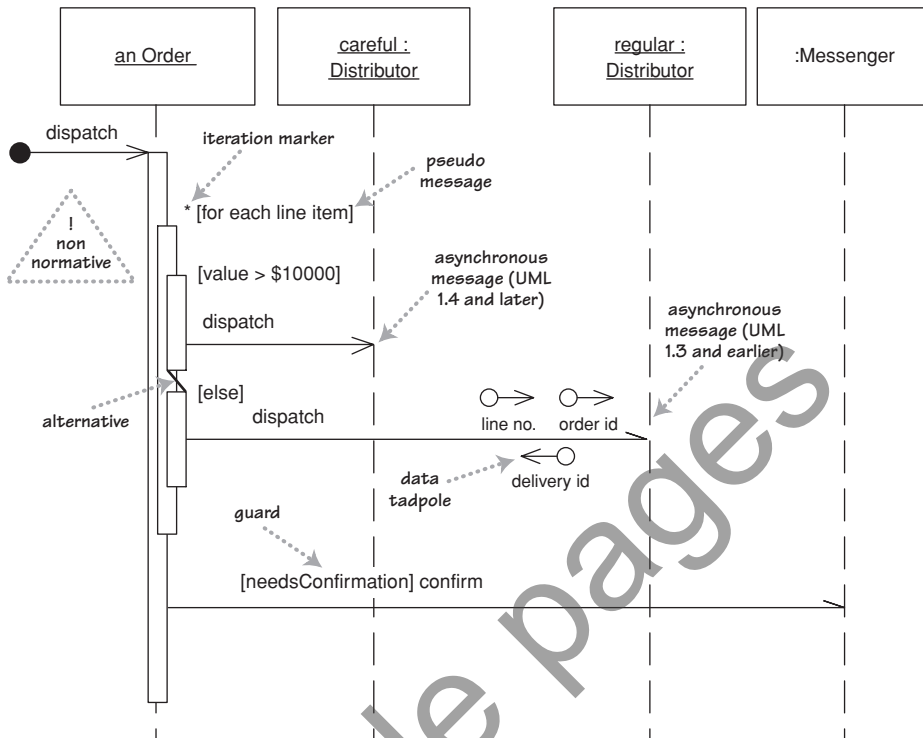 an Order
careful :
Distributor
regular :
Distributor
:Messenger
dispatch
iteration marker
pseudo
message
* [for each line item]
!
non
normative
[value > $10000]
asynchronous
message (UML
1.4 and later)
dispatch
asynchronous
message (UML
1.3 and earlier)
alternative
[else]
dispatch
line no.
order id
data
tadpole
delivery id
guard
[needsConfirmation] confirm
pages